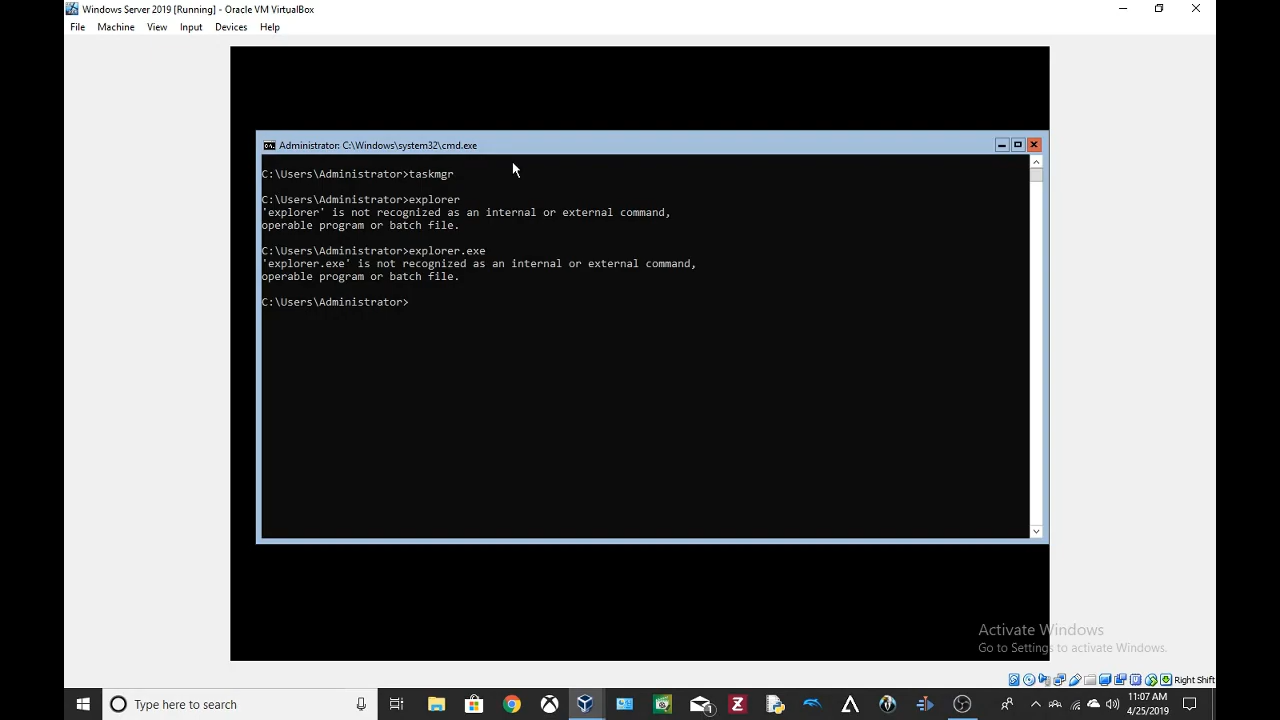 Windows Server 2019 [Running] - Oracle VM VirtualBox
File Machine View Input Devices Help
Administrator: C:\Windows\system32\cmd.exe
C:\Users\Administrator>taskmgr
C:\Users\Administrator>explorer
'explorer' is not recognized as an internal or external command,
operable program or batch file.
C:\Users\Administrator>explorer.exe
'explorer.exe' is not recognized as an internal or external command,
operable program or batch file.
C:\Users\Administrator>
Activate Windows
Go to Settings to activate Windows.
Right Shift
Type here to search
11:07 AM
4/25/2019